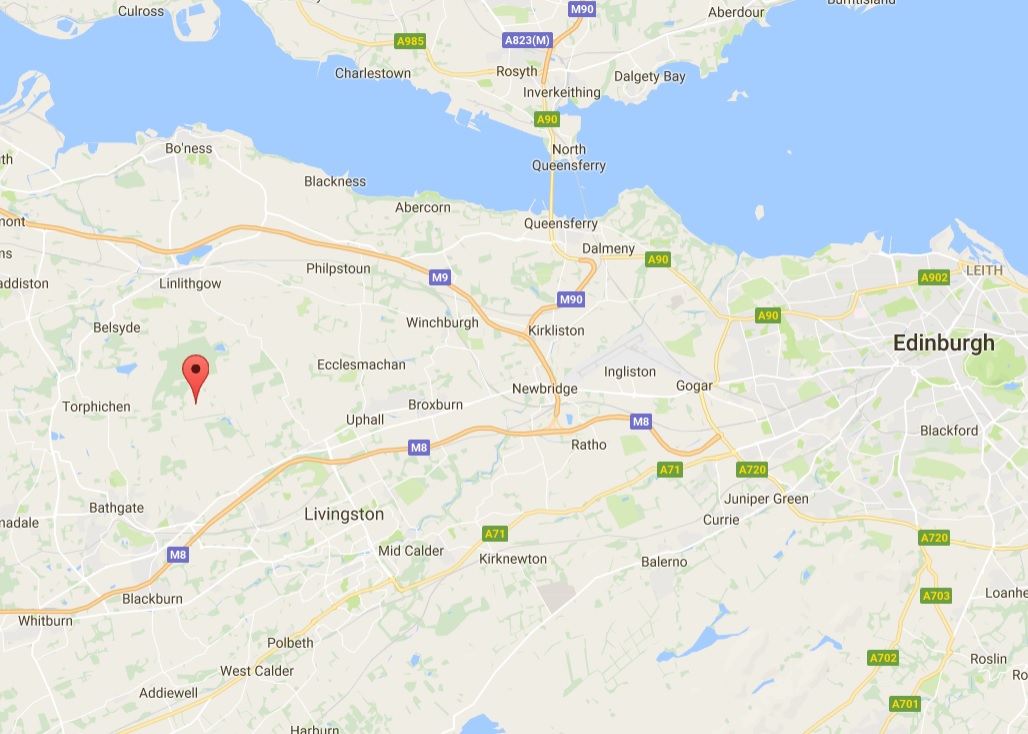 Culross
M90
Aberdour
A985
A823(M)
Charlestown
Rosyth
Dalgety Bay
Inverkeithing
A90
North
Queensferry
Bo'ness
th
Blackness
Abercorn
Queensferry
Dalmeny
A90
LEITH
Philpstoun
M9
A902
addiston
Linlithgow
M90
A90
Belsyde
Winchburgh
Kirkliston
Edinburgh
Ecclesmachan
Ingliston
Newbridge
Gogar
Torphichen
Broxburn
Uphall
M8
Blackford
M8
Ratho
A71
A720
Bathgate
Livingston
Juniper Green
nadale
Currie
A71
A720
M8
Mid Calder
Kirknewton
Balerno
Blackburn
A703
Loanhe
Whitburn
Polbeth
A702
Roslin
West Calder
Ro
Addiewell
A701
Harburn